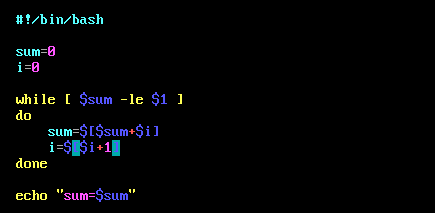 #!/bin/bash
sum=0
i=0
while [ $sum -le $1 ]
do
sum=$[$sum+$i]
i=$[$i+1]
done
echo "sum=$sum"